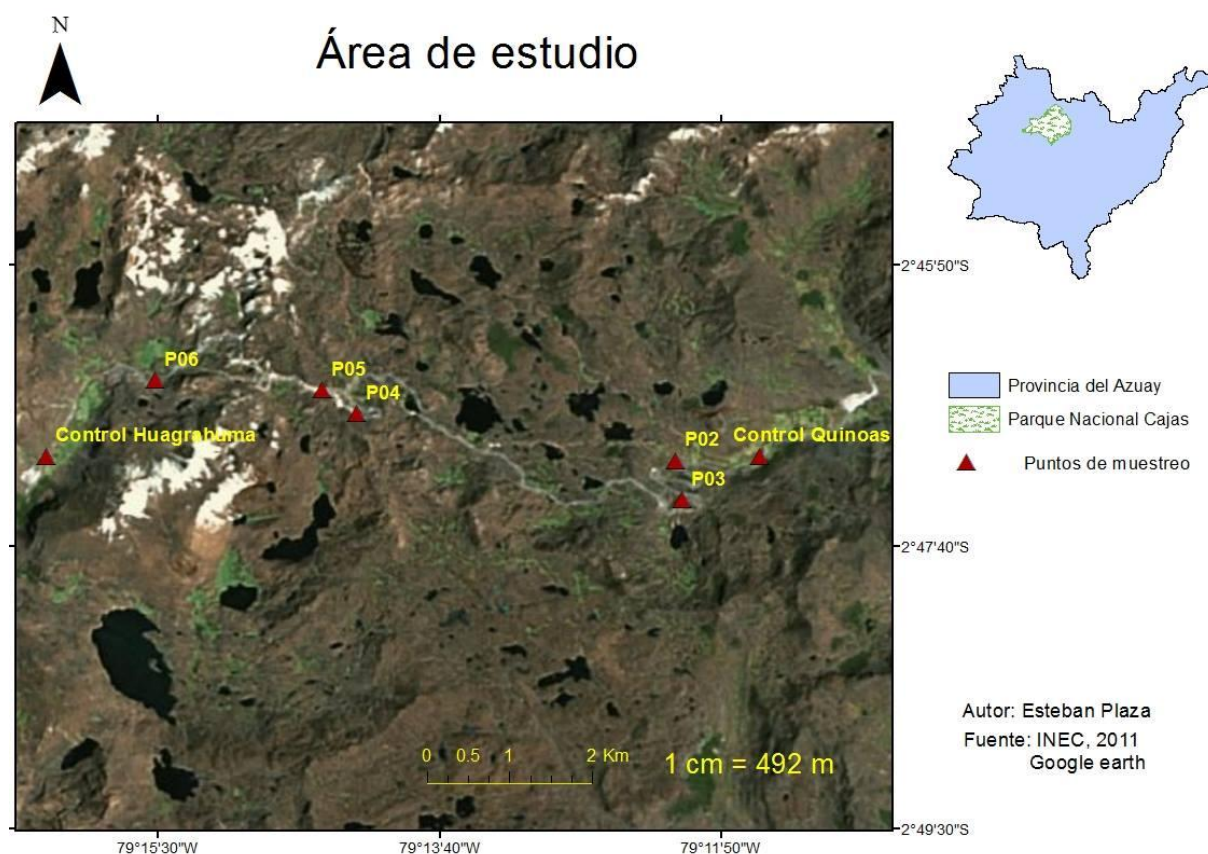 N
Área de estudio
2°45'50"S
P06
P05
P04
Control Huagrahuma
P02
Control Quinoas
P03
2°47'40"S
0 0.5 1 2 Km
1 cm = 492 m
2°49'30"S
79°15'30"W
79°13'40"W
79°11'50"W
Provincia del Azuay
Parque Nacional Cajas
Puntos de muestreo
Autor: Esteban Plaza
Fuente: INEC, 2011
Google earth